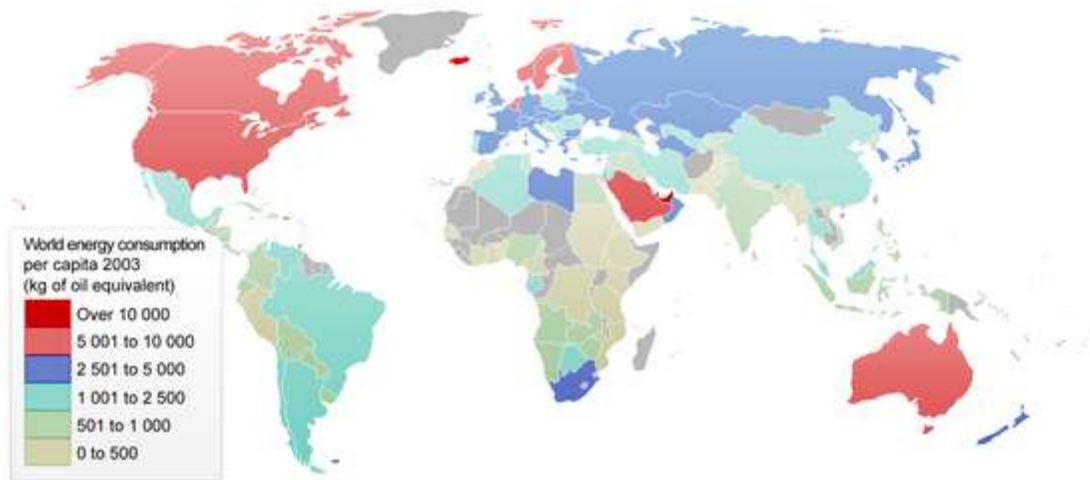 World energy consumption
per capita 2003
(kg of oil equivalent)
Over 10 000
5 001 to 10 000
2 501 to 5 000
1 001 to 2 500
501 to 1 000
0 to 500